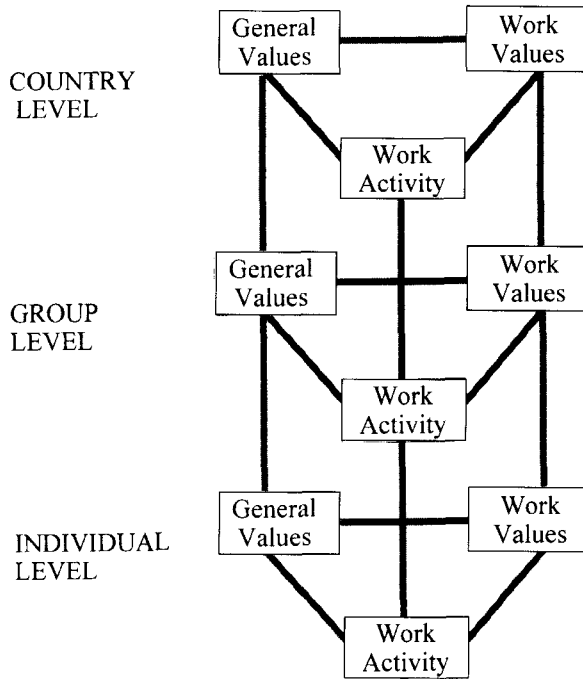 General
Values
Work
Values
COUNTRY
LEVEL
Work
Activity
General
Values
Work
Values
GROUP
LEVEL
Work
Activity
General
Values
Work
Values
INDIVIDUAL
LEVEL
Work
Activity